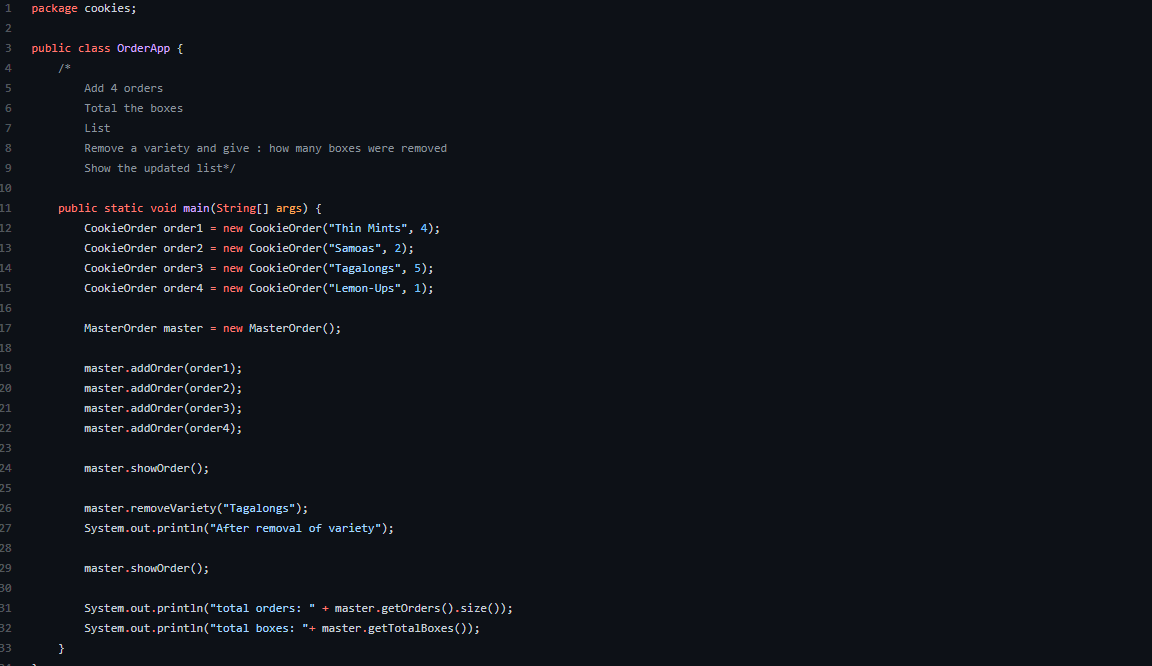 1 package cookies;
2
3 public class OrderApp {
4 /*
5 Add 4 orders
6 Total the boxes
7 List
8 Remove a variety and give : how many boxes were removed
9 Show the updated list*/
10
11 public static void main(String[] args) {
12 CookieOrder order1 = new CookieOrder("Thin Mints", 4);
13 CookieOrder order2 = new CookieOrder("Samoas", 2);
14 CookieOrder order3 = new CookieOrder("Tagalongs", 5);
15 CookieOrder order4 = new CookieOrder("Lemon-Ups", 1);
16
17 MasterOrder master = new MasterOrder();
18
19 master.addOrder(order1);
20 master.addOrder(order2);
21 master.addOrder(order3);
22 master.addOrder(order4);
23
24 master.showOrder();
25
26 master.removeVariety("Tagalongs");
27 System.out.println("After removal of variety");
28
29 master.showOrder();
30
31 System.out.println("total orders: " + master.getOrders().size());
32 System.out.println("total boxes: "+ master.getTotalBoxes());
33 }